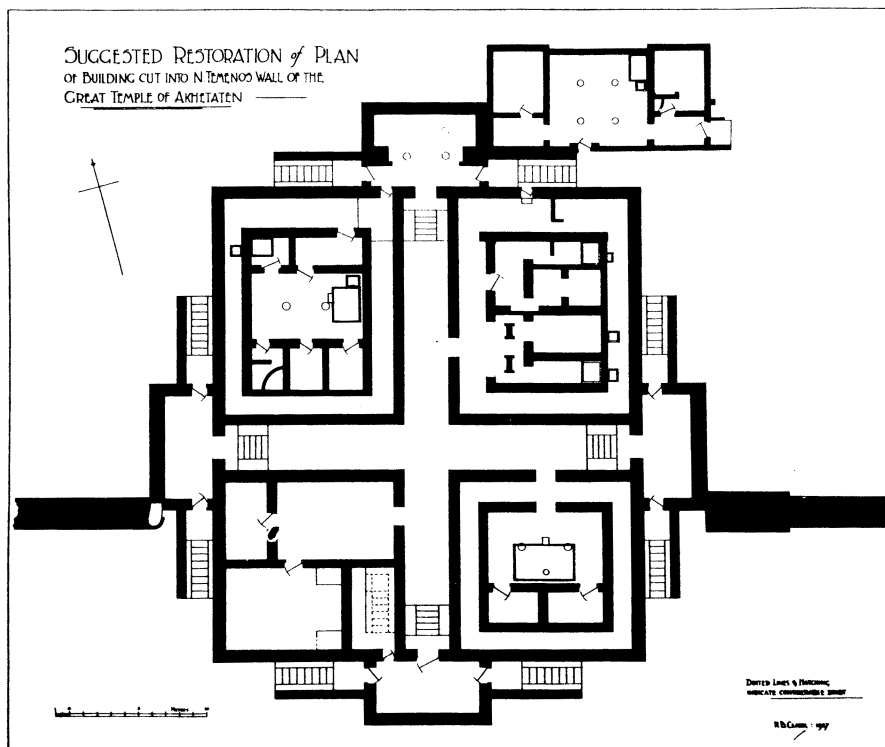 SUGGESTED RESTORATION of PLAN
OF BUILDING CUT INTO N. TEMENOS WALL OF THE
GREAT TEMPLE OF AKHETATEN
Metres
DOTTED LINES & HATCHING
INDICATE CONSIDERABLE DOUBT